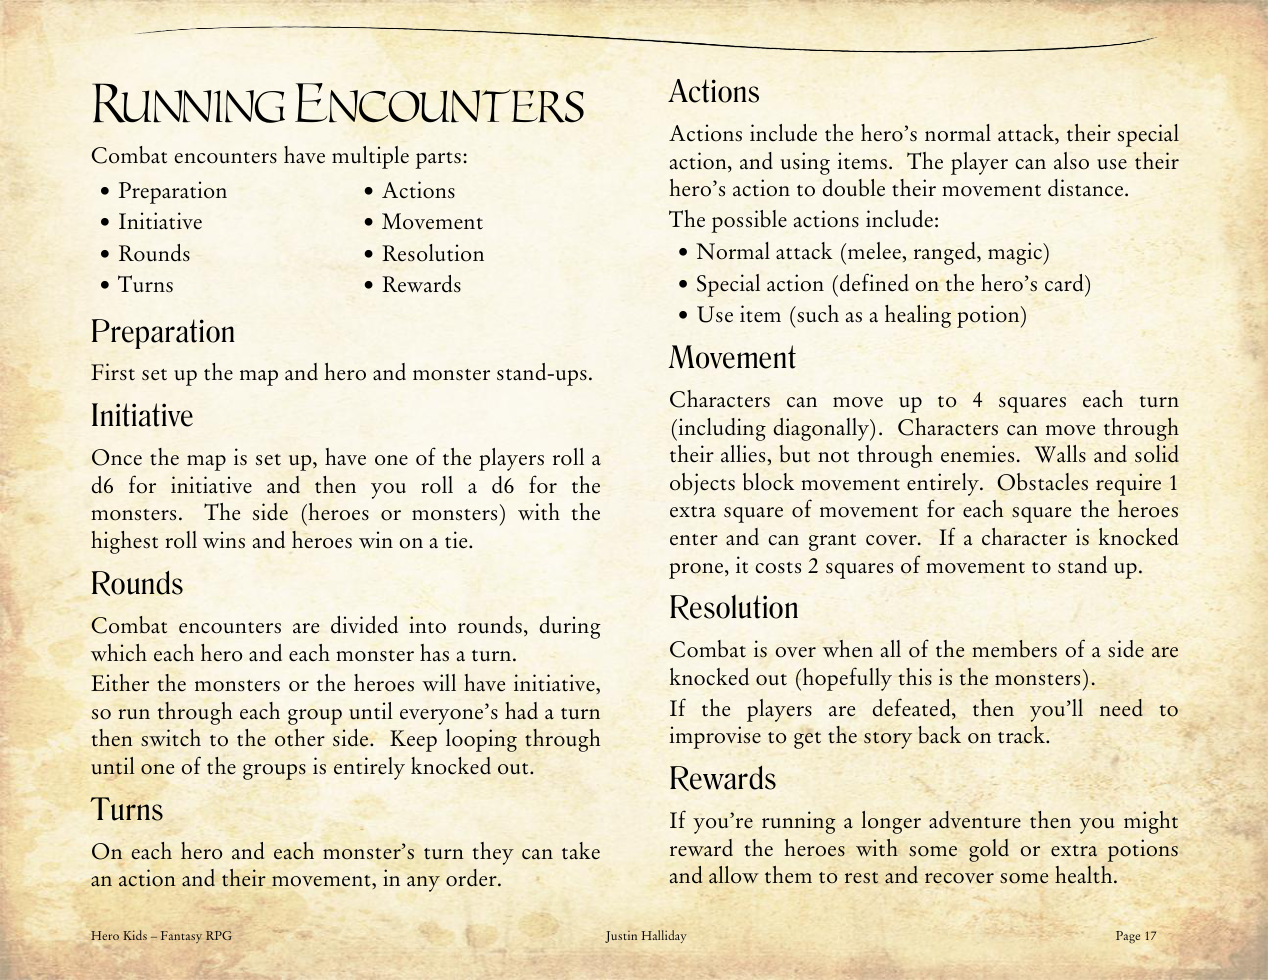 RUNNING ENCOUNTERS
Combat encounters have multiple parts:
• Preparation
• Initiative
• Rounds
• Turns
• Actions
• Movement
• Resolution
• Rewards
Preparation
First set up the map and hero and monster stand-ups.
Initiative
Once the map is set up, have one of the players roll a
d6 for initiative and then you roll a d6 for the
monsters. The side (heroes or monsters) with the
highest roll wins and heroes win on a tie.
Rounds
Combat encounters are divided into rounds, during
which each hero and each monster has a turn.
Either the monsters or the heroes will have initiative,
so run through each group until everyone's had a turn
then switch to the other side. Keep looping through
until one of the groups is entirely knocked out.
Turns
On each hero and each monster's turn they can take
an action and their movement, in any order.
Actions
Actions include the hero's normal attack, their special
action, and using items. The player can also use their
hero's action to double their movement distance.
The possible actions include:
• Normal attack (melee, ranged, magic)
• Special action (defined on the hero's card)
• Use item (such as a healing potion)
Movement
Characters can move up to 4 squares each turn
(including diagonally). Characters can move through
their allies, but not through enemies. Walls and solid
objects block movement entirely. Obstacles require 1
extra square of movement for each square the heroes
enter and can grant cover. If a character is knocked
prone, it costs 2 squares of movement to stand up.
Resolution
Combat is over when all of the members of a side are
knocked out (hopefully this is the monsters).
If the players are defeated, then you'll need to
improvise to get the story back on track.
Rewards
If you're running a longer adventure then you might
reward the heroes with some gold or extra potions
and allow them to rest and recover some health.
Hero Kids – Fantasy RPG
Justin Halliday
Page 17